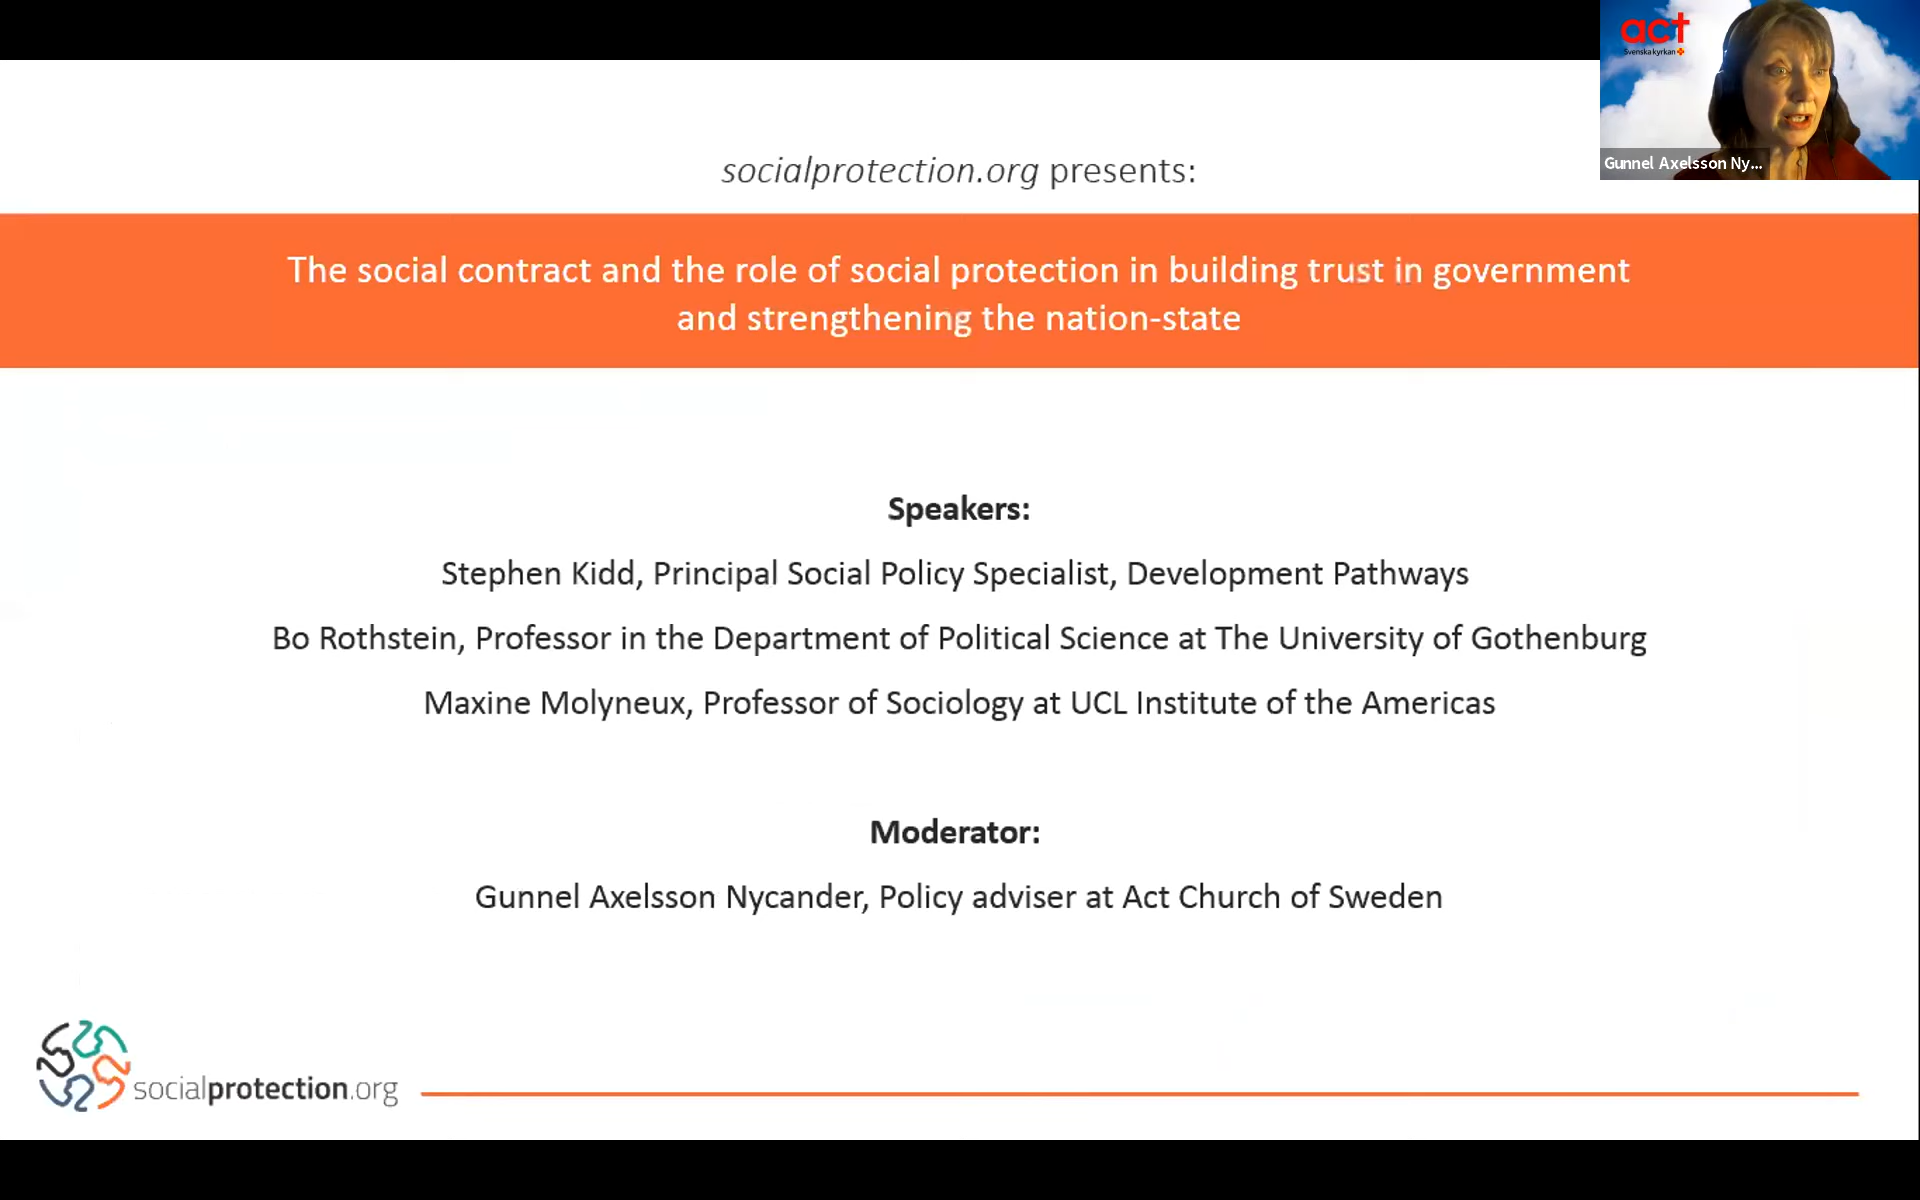 act
Svenska kyrkan
Gunnel Axelsson Ny...
socialprotection.org presents:
The social contract and the role of social protection in building trust in government
and strengthening the nation-state
Speakers:
Stephen Kidd, Principal Social Policy Specialist, Development Pathways
Bo Rothstein, Professor in the Department of Political Science at The University of Gothenburg
Maxine Molyneux, Professor of Sociology at UCL Institute of the Americas
Moderator:
Gunnel Axelsson Nycander, Policy adviser at Act Church of Sweden
socialprotection.org